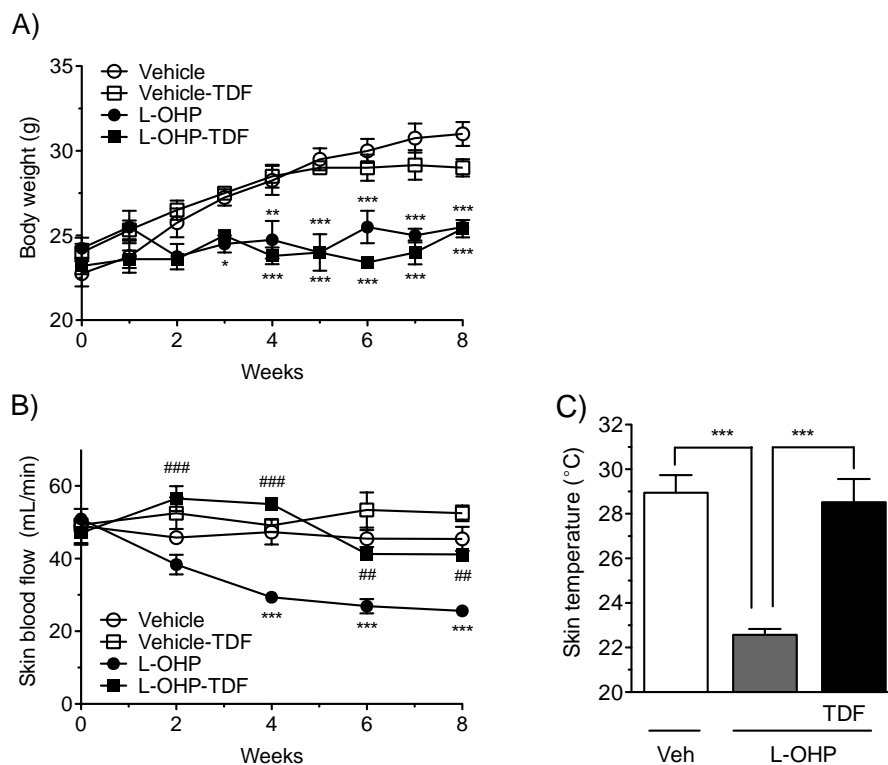 A)
35
30
25
20
Body weight (g)
Vehicle
Vehicle-TDF
L-OHP
L-OHP-TDF
** *** *** *** ***
* *** *** *** *** ***
0 2 4 6 8
Weeks
B)
60
40
20
0
Skin blood flow (mL/min)
### ###
## ##
*** *** ***
Vehicle
Vehicle-TDF
L-OHP
L-OHP-TDF
0 2 4 6 8
Weeks
C)
32
30
28
26
24
22
20
Skin temperature (°C)
*** ***
TDF
Veh L-OHP